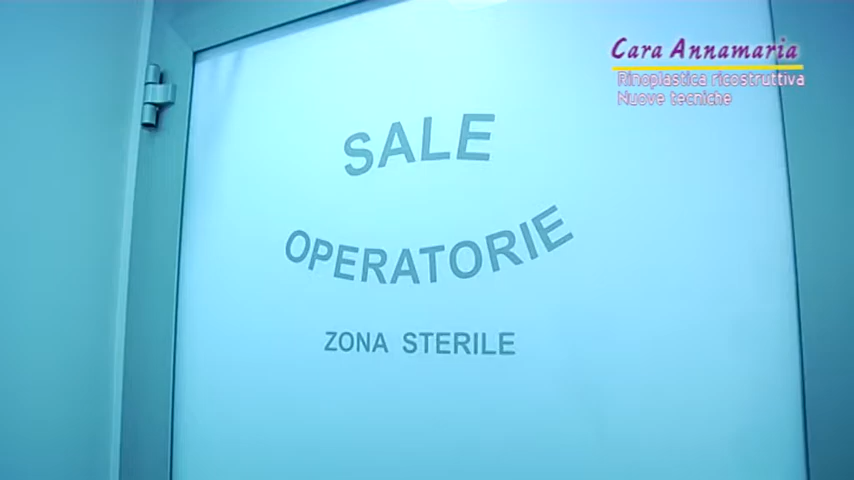 Cara Annamaria
Rinoplastica ricostruttiva
Nuove tecniche
SALE
OPERATORIE
ZONA STERILE